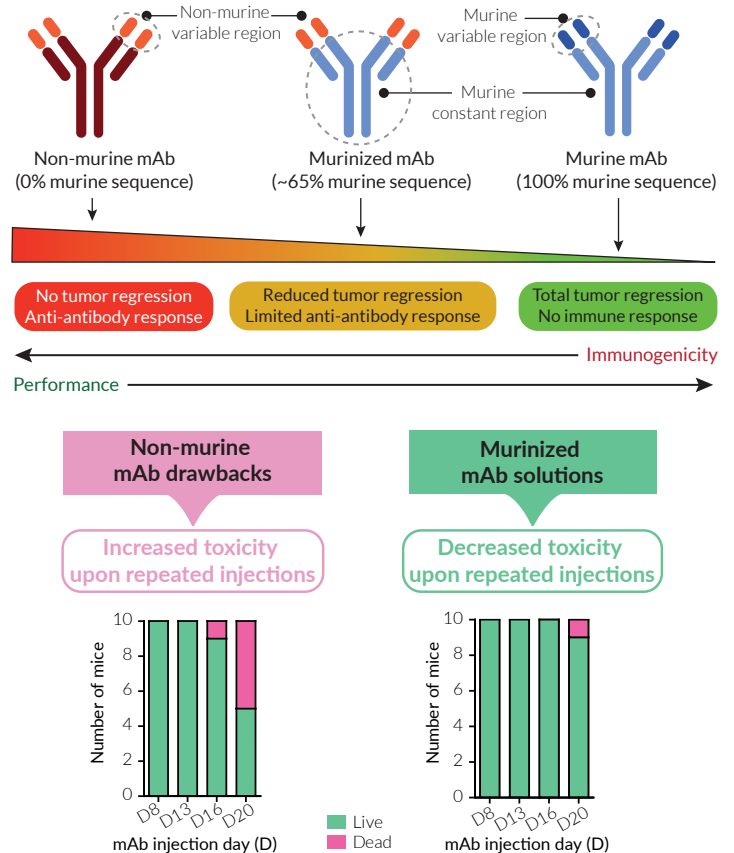 Non-murine
variable region
Murine
variable region
Murine
constant region
Non-murine mAb
(0% murine sequence)
Murinized mAb
(~65% murine sequence)
Murine mAb
(100% murine sequence)
No tumor regression
Anti-antibody response
Reduced tumor regression
Limited anti-antibody response
Total tumor regression
No immune response
Immunogenicity
Performance
Non-murine
mAb drawbacks
Increased toxicity
upon repeated injections
Number of mice
10
8
6
4
2
0
D8
D13
D16
D20
mAb injection day (D)
Murinized
mAb solutions
Decreased toxicity
upon repeated injections
Number of mice
10
8
6
4
2
0
D8
D13
D16
D20
mAb injection day (D)
Live
Dead